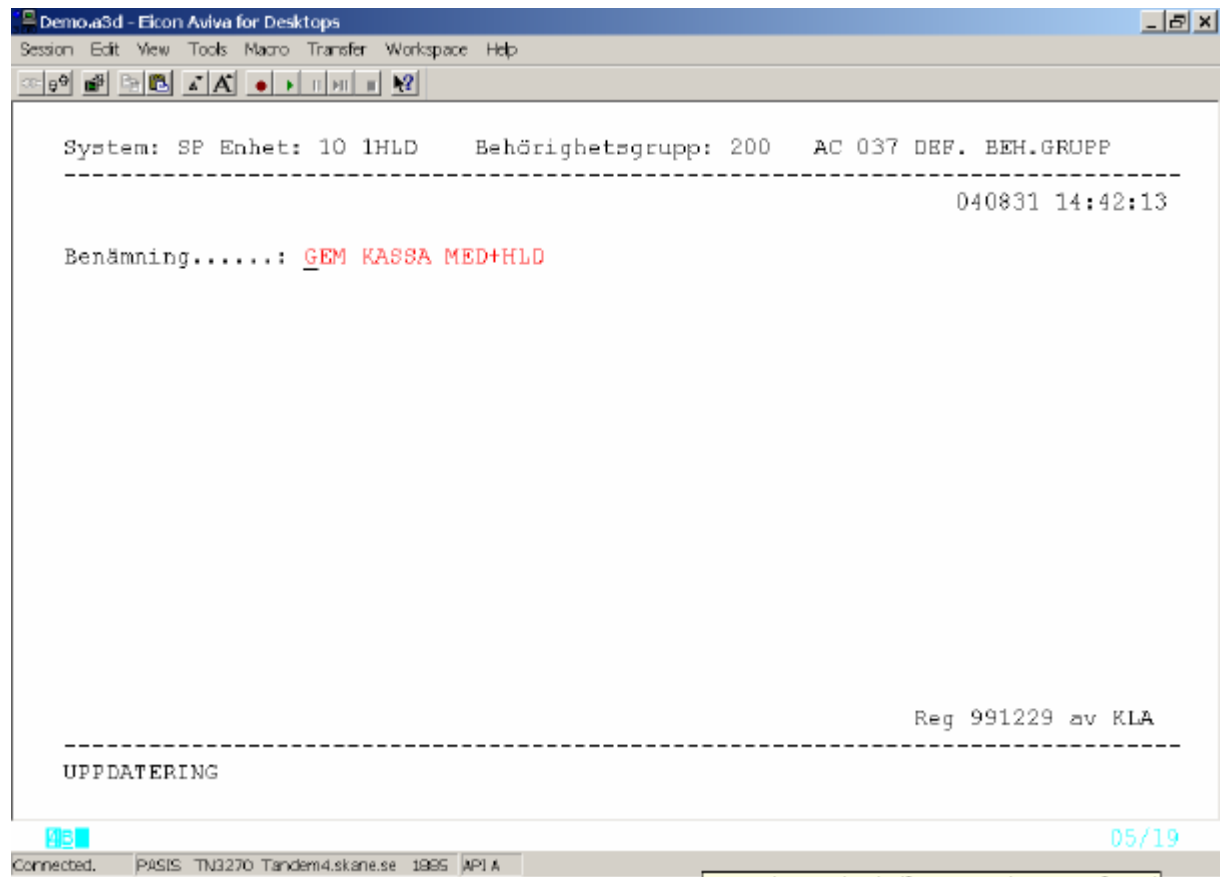 Demo.a3d - Eicon Aviva for Desktops
Session Edit View Tools Macro Transfer Workspace Help
System: SP Enhet: 10 1HLD Behörighetsgrupp: 200 AC 037 DEF. BEH.GRUPP
040831 14:42:13
Benämning......: GEM KASSA MED+HLD
Reg 991229 av KLA
UPPDATERING
05/19
Connected. PASIS TN3270 Tandem4.skane.se API A